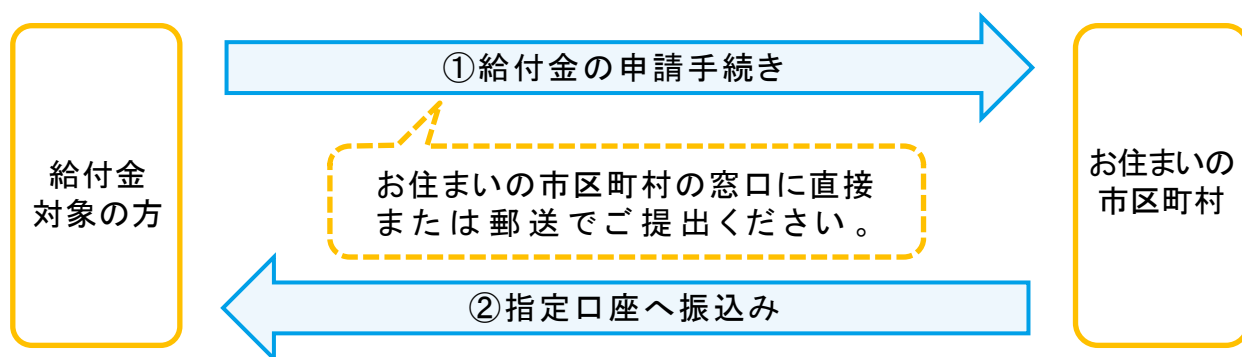 ①給付金の申請手続き
給付金
対象の方
お住まいの市区町村の窓口に直接
または郵送でご提出ください。
お住まいの
市区町村
②指定口座へ振込み